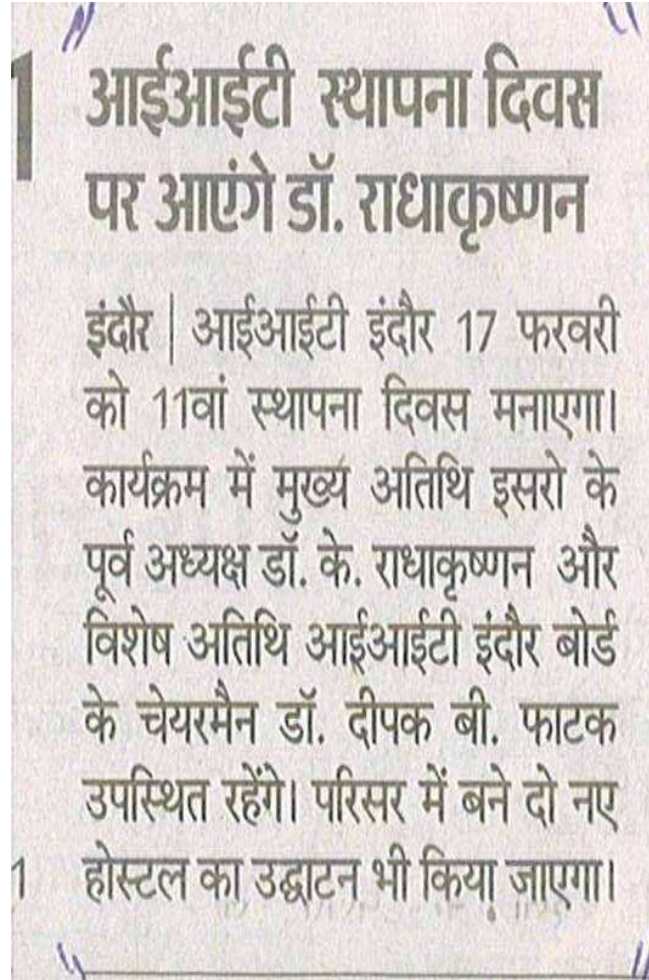 आईआईटी स्थापना दिवस
पर आएंगे डॉ. राधाकृष्णन
इंदौर | आईआईटी इंदौर 17 फरवरी
को 11वां स्थापना दिवस मनाएगा।
कार्यक्रम में मुख्य अतिथि इसरो के
पूर्व अध्यक्ष डॉ. के. राधाकृष्णन और
विशेष अतिथि आईआईटी इंदौर बोर्ड
के चेयरमैन डॉ. दीपक बी. फाटक
उपस्थित रहेंगे। परिसर में बने दो नए
होस्टल का उद्घाटन भी किया जाएगा।